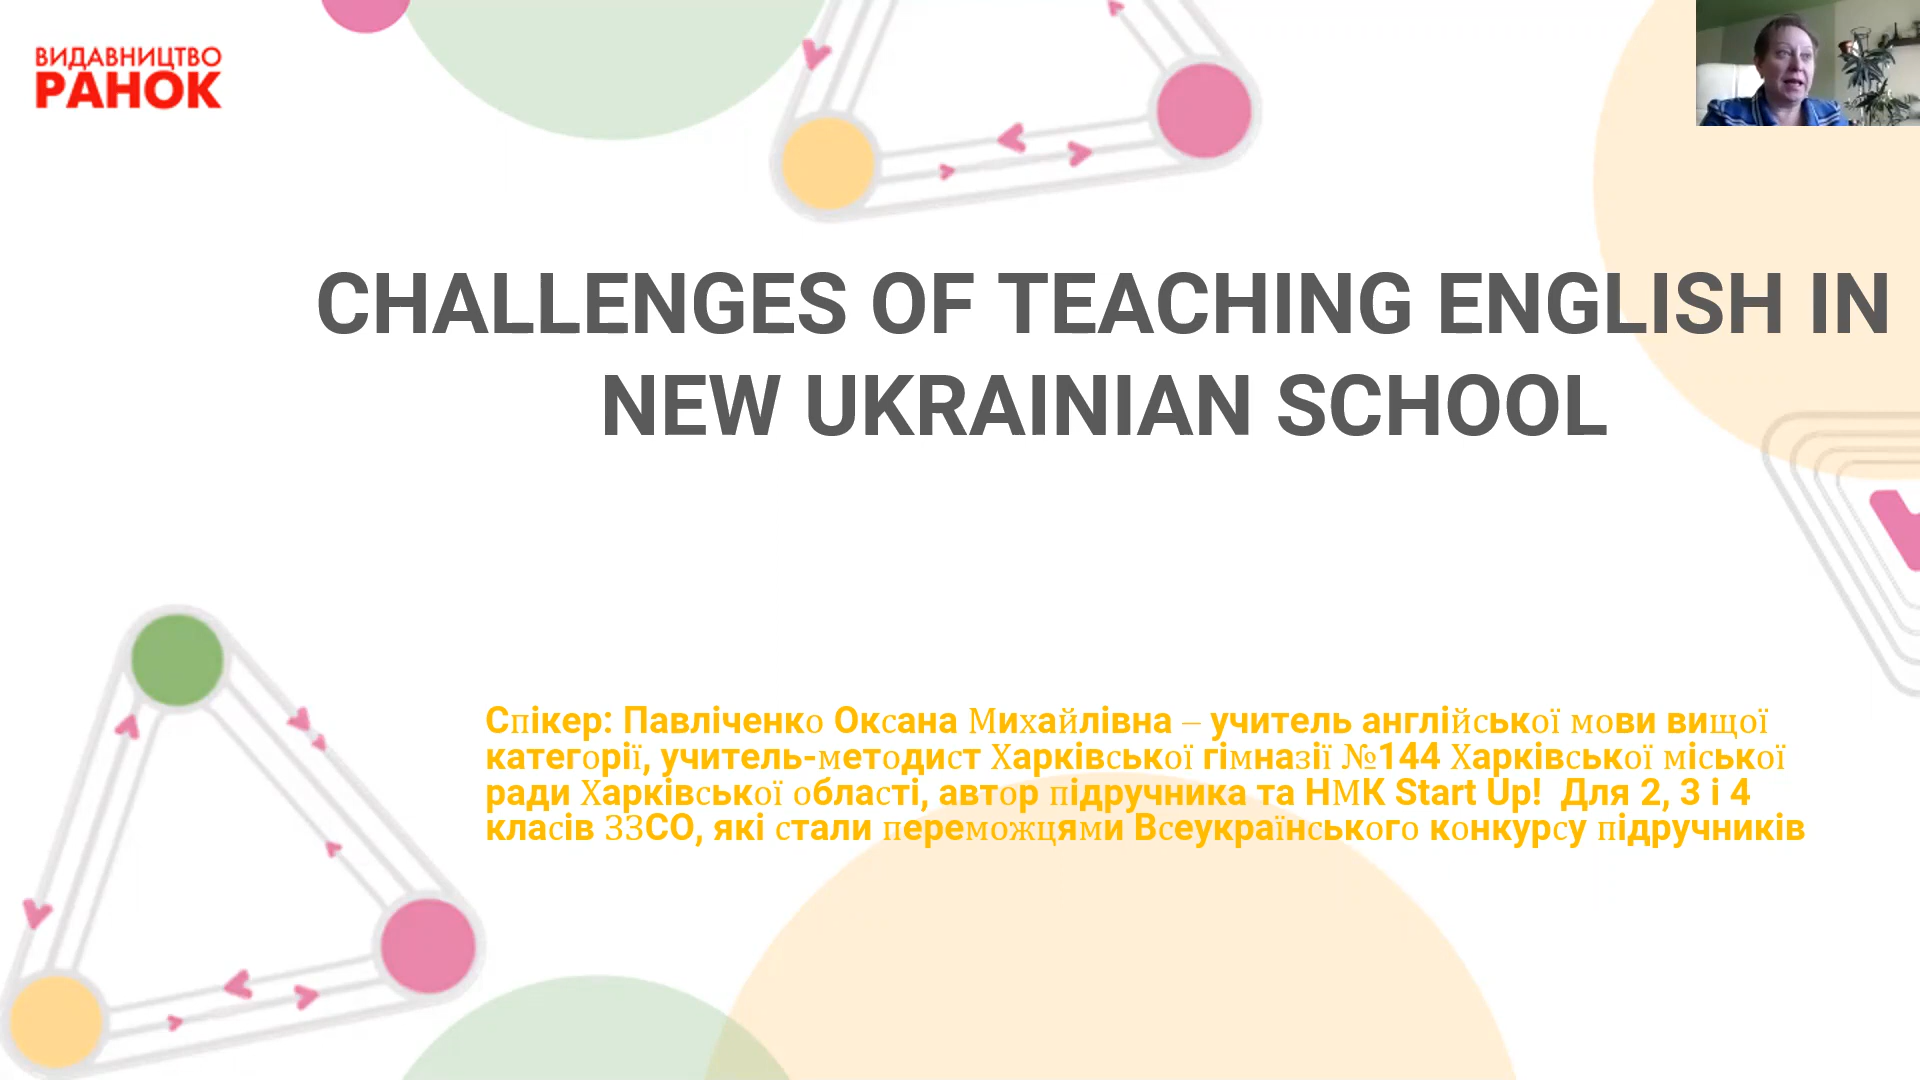 ВИДАВНИЦТВО
РАНОК
CHALLENGES OF TEACHING ENGLISH IN
NEW UKRAINIAN SCHOOL
Спікер: Павліченко Оксана Михайлівна – учитель англійської мови вищої
категорії, учитель-методист Харківської гімназії №144 Харківської міської
ради Харківської області, автор підручника та НМК Start Up! Для 2, 3 і 4
класів ЗЗСО, які стали переможцями Всеукраїнського конкурсу підручників